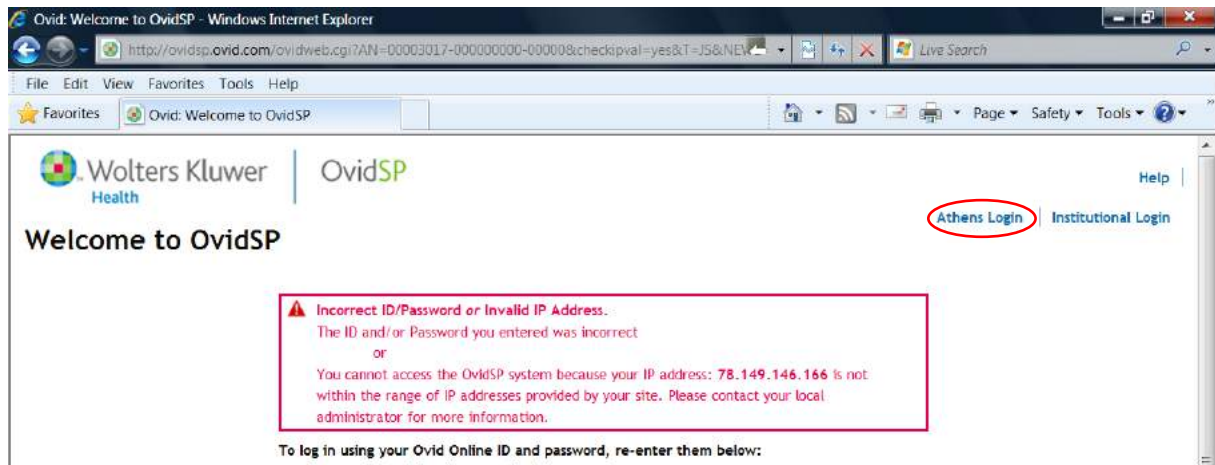 Ovid: Welcome to OvidSP - Windows Internet Explorer
http://ovidsp.ovid.com/ovidweb.cgi?AN=00003017-000000000-00000&checkipval=yes&T=JS&NEW
Live Search
File Edit View Favorites Tools Help
Favorites Ovid: Welcome to OvidSP Page Safety Tools
Wolters Kluwer OvidSP
Health
Help
Athens Login Institutional Login
Welcome to OvidSP
Incorrect ID/Password or Invalid IP Address.
The ID and/or Password you entered was incorrect
or
You cannot access the OvidSP system because your IP address: 78.149.146.166 is not
within the range of IP addresses provided by your site. Please contact your local
administrator for more information.
To log in using your Ovid Online ID and password, re-enter them below: